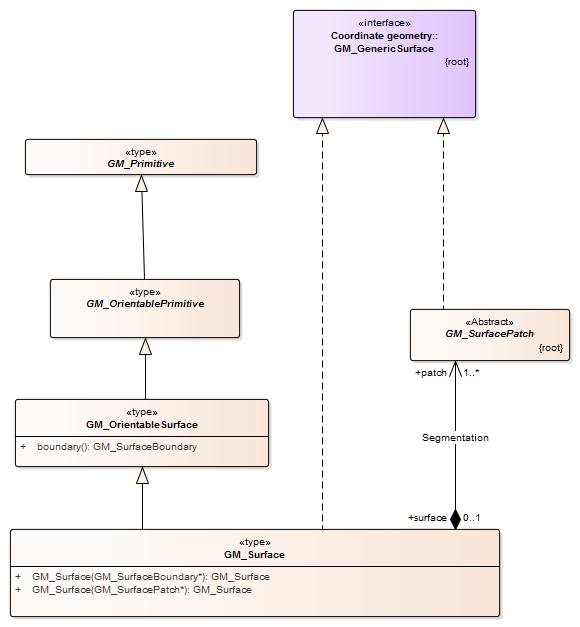 «interface»
Coordinate geometry::
GM_GenericSurface
{root}
«type»
GM_Primitive
«type»
GM_OrientablePrimitive
«Abstract»
GM_SurfacePatch
{root}
+patch 1..*
«type»
GM_OrientableSurface
+ boundary(): GM_SurfaceBoundary
Segmentation
+surface 0..1
«type»
GM_Surface
+ GM_Surface(GM_SurfaceBoundary*): GM_Surface
+ GM_Surface(GM_SurfacePatch*): GM_Surface